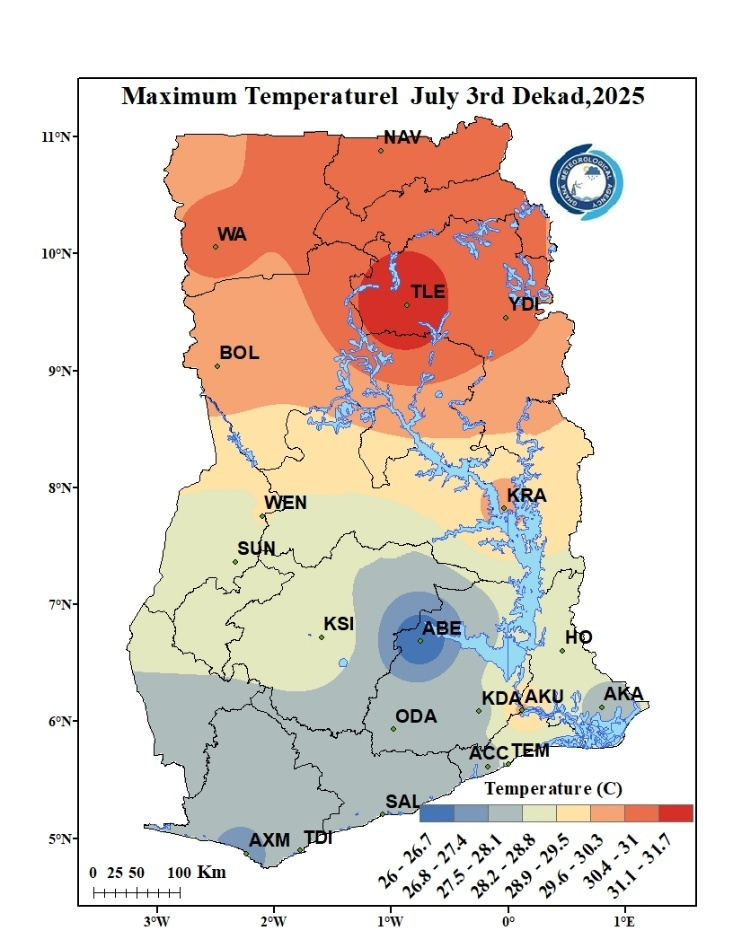 Maximum Temperaturel July 3rd Dekad,2025
11°N
NAV
GHANA METEOROLOGICAL AGENCY
WA
10°N
TLE
YDI
BOL
9°N
8°N
KRA
WEN
SUN
7°N
KSI
ABE
HO
KDA
AKU
AKA
6°N
ODA
ACC
TEM
Temperature (C)
SAL
26 - 26.7
26.8 - 27.4
27.5 - 28.1
28.2 - 28.8
28.9 - 29.5
29.6 - 30.3
30.4 - 31
31.1 - 31.7
5°N
AXM
TDI
0 25 50 100 Km
3°W 2°W 1°W 0° 1°E